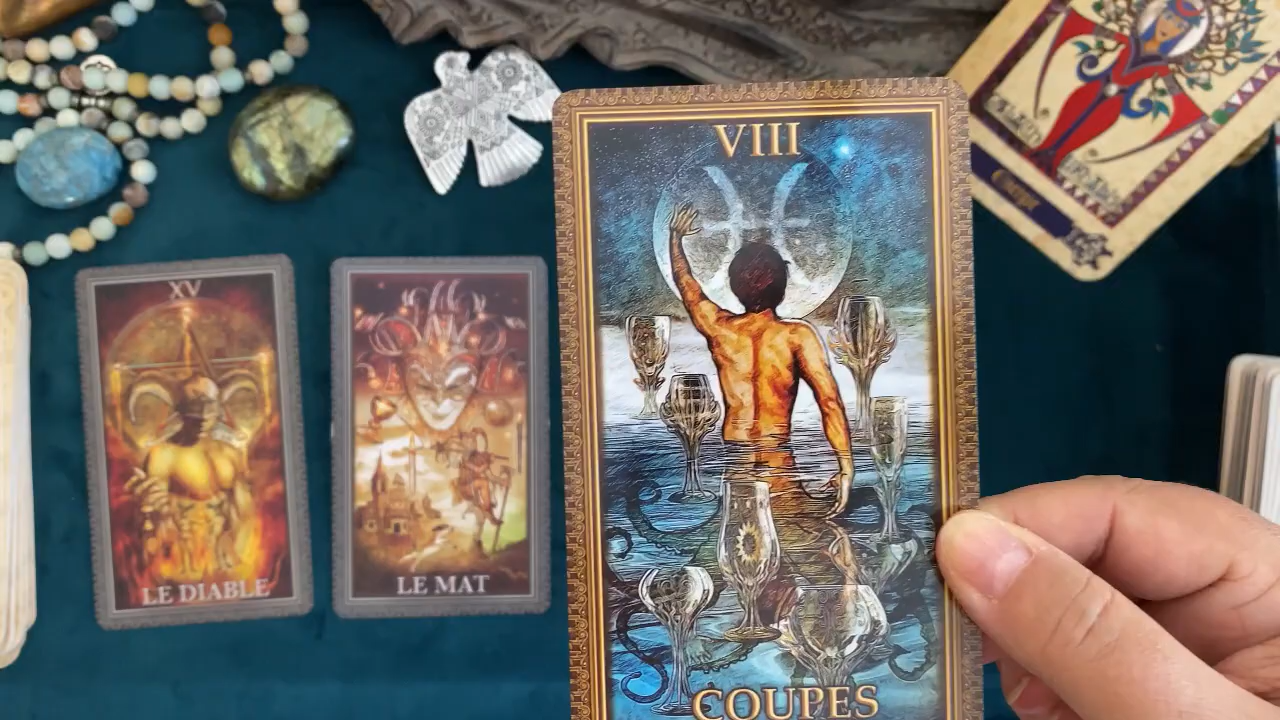 XV
LE DIABLE
LE MAT
VIII
COUPES